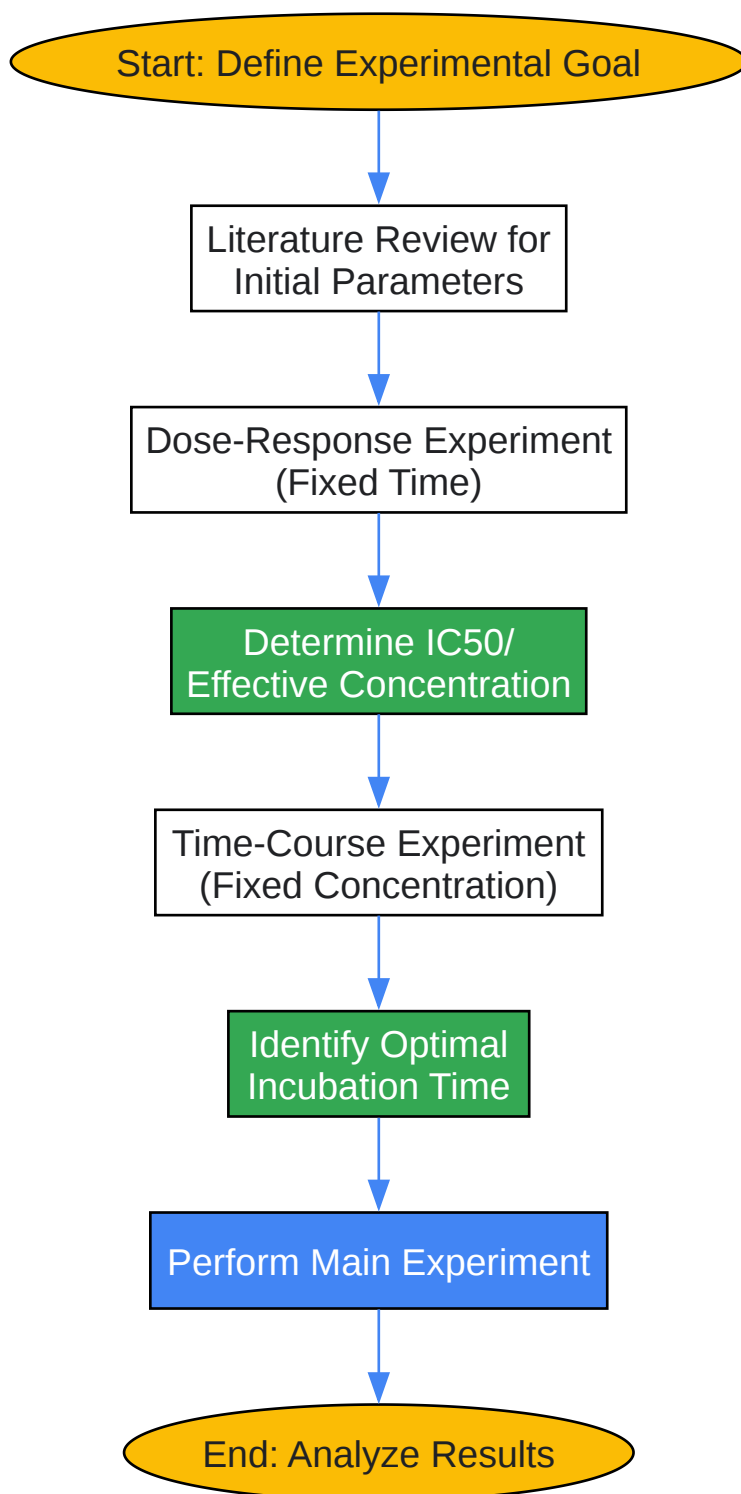 Start: Define Experimental Goal
Literature Review for
Initial Parameters
Dose-Response Experiment
(Fixed Time)
Determine IC50/
Effective Concentration
Time-Course Experiment
(Fixed Concentration)
Identify Optimal
Incubation Time
Perform Main Experiment
End: Analyze Results